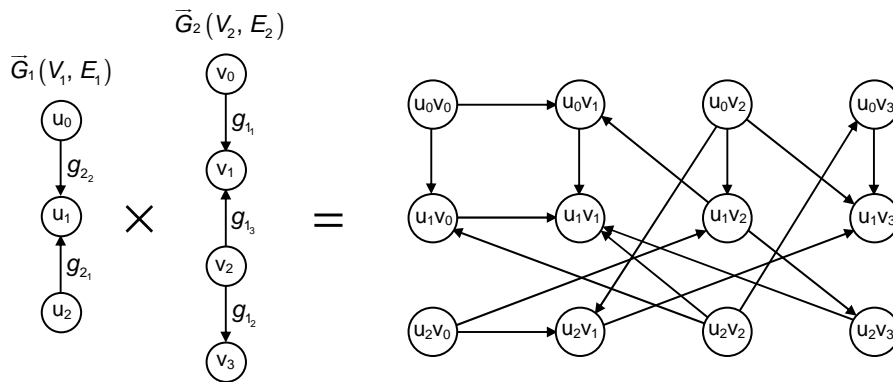 G⃗₁(V₁, E₁)
u₀
g₂₂
u₁
g₂₁
u₂
×
G⃗₂(V₂, E₂)
v₀
g₁₁
v₁
g₁₃
v₂
g₁₂
v₃
=
u₀v₀ u₀v₁ u₀v₂ u₀v₃
u₁v₀ u₁v₁ u₁v₂ u₁v₃
u₂v₀ u₂v₁ u₂v₂ u₂v₃